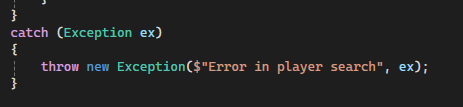 }
catch (Exception ex)
{
throw new Exception($"Error in player search", ex);
}